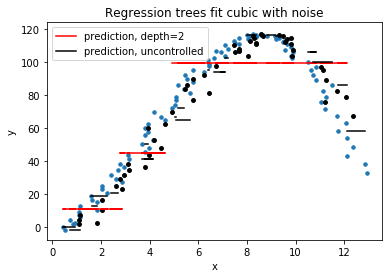 Regression trees fit cubic with noise
prediction, depth=2
prediction, uncontrolled
120
100
80
60
40
20
0
y
0 2 4 6 8 10 12
x